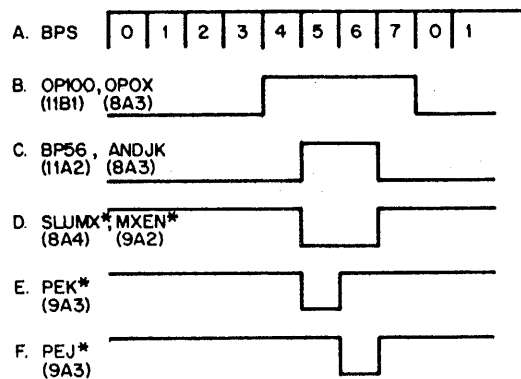 A. BPS 0 1 2 3 4 5 6 7 0 1
B. OP100, OPOX
(11B1) (8A3)
C. BP56, ANDJK
(11A2) (8A3)
D. SLUMX*, MXEN*
(8A4) (9A2)
E. PEK*
(9A3)
F. PEJ*
(9A3)